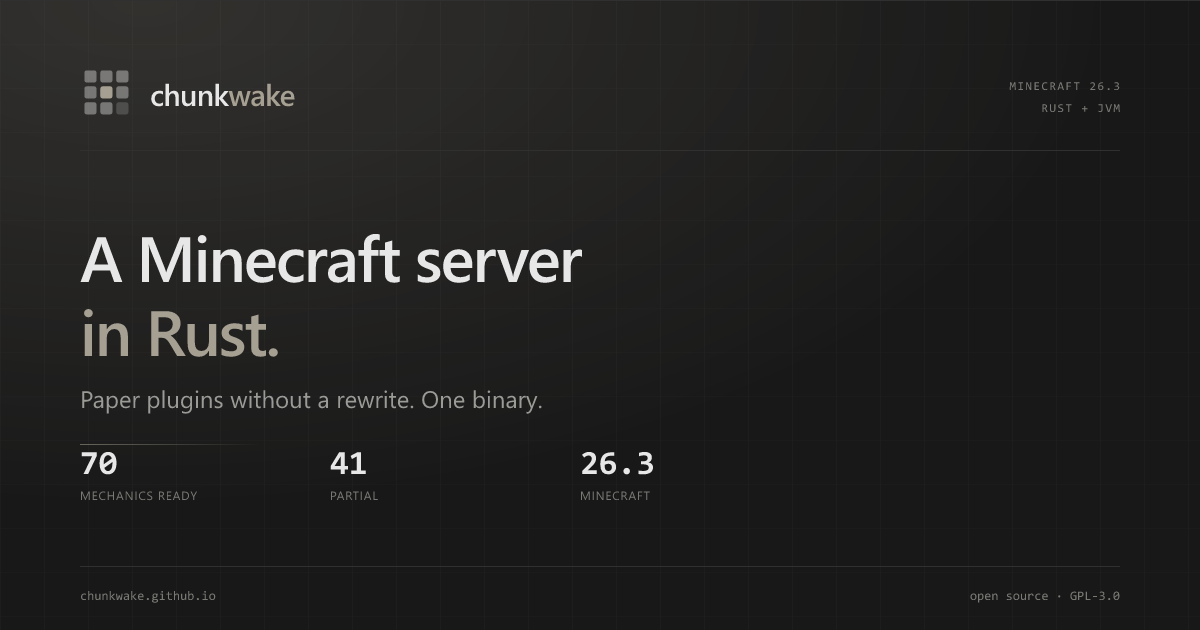 chunkwake
MINECRAFT 26.3
RUST + JVM
A Minecraft server
in Rust.
Paper plugins without a rewrite. One binary.
70
MECHANICS READY
41
PARTIAL
26.3
MINECRAFT
chunkwake.github.io
open source · GPL-3.0